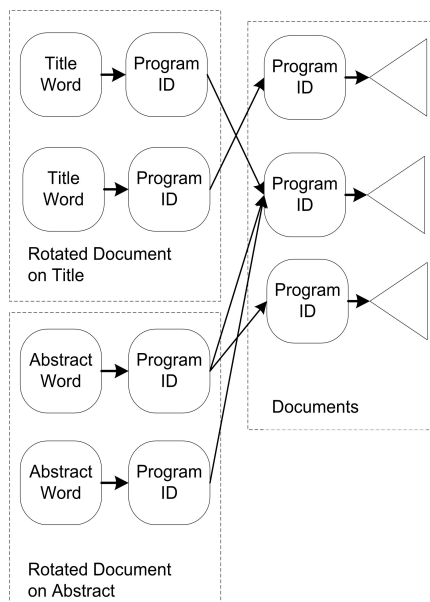 Title
Word
Program
ID
Title
Word
Program
ID
Rotated Document
on Title
Abstract
Word
Program
ID
Abstract
Word
Program
ID
Rotated Document
on Abstract
Program
ID
Program
ID
Program
ID
Documents